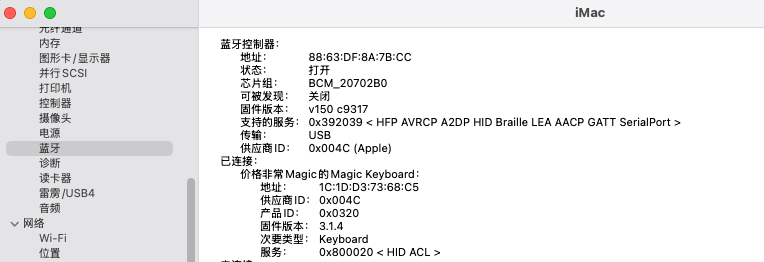 iMac
光纤通道
内存
图形卡/显示器
并行SCSI
打印机
控制器
摄像头
电源
蓝牙
诊断
读卡器
雷雳/USB4
音频
网络
Wi-Fi
位置
蓝牙控制器：
地址： 88:63:DF:8A:7B:CC
状态： 打开
芯片组： BCM_20702B0
可被发现： 关闭
固件版本： v150 c9317
支持的服务： 0x392039 < HFP AVRCP A2DP HID Braille LEA AACP GATT SerialPort >
传输： USB
供应商ID： 0x004C (Apple)
已连接：
价格非常Magic的Magic Keyboard：
地址： 1C:1D:D3:73:68:C5
供应商ID： 0x004C
产品ID： 0x0320
固件版本： 3.1.4
次要类型： Keyboard
服务： 0x800020 < HID ACL >